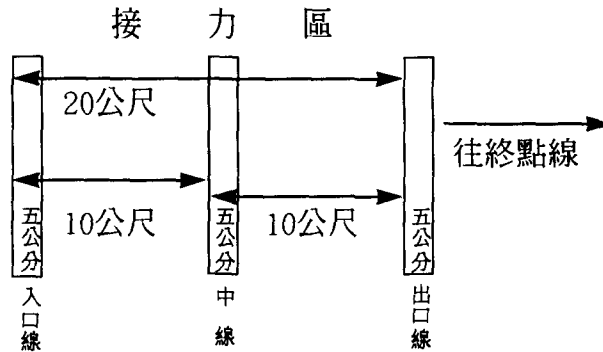 接力區
20公尺
往終點線
10公尺
10公尺
五公分
五公分
五公分
入口線
中線
出口線